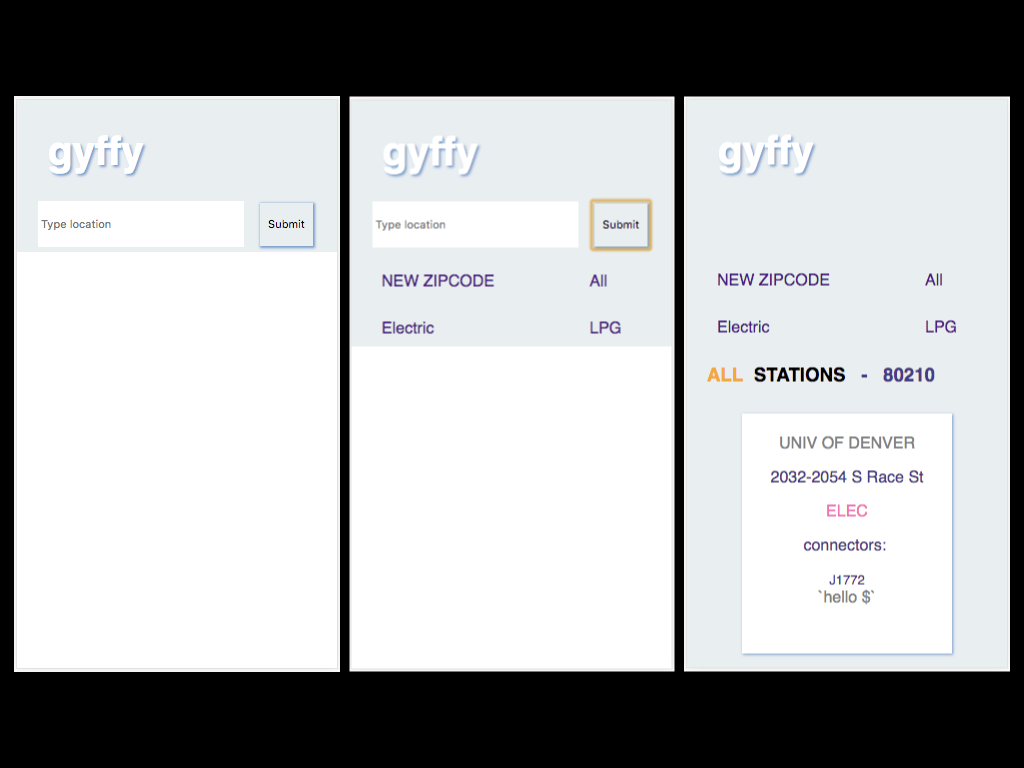 gyffy
Type location Submit
gyffy
Type location Submit
NEW ZIPCODE All
Electric LPG
gyffy
NEW ZIPCODE All
Electric LPG
ALL STATIONS - 80210
UNIV OF DENVER
2032-2054 S Race St
ELEC
connectors:
J1772
`hello $`